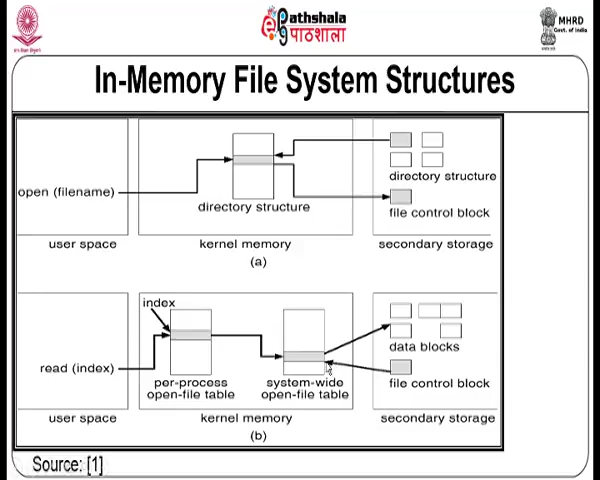 ePathshala
पाठशाला
MHRD
Govt. of India
In-Memory File System Structures
open (filename)
directory structure
directory structure
file control block
user space
kernel memory
secondary storage
(a)
index
read (index)
per-process
open-file table
system-wide
open-file table
data blocks
file control block
user space
kernel memory
secondary storage
(b)
Source: [1]